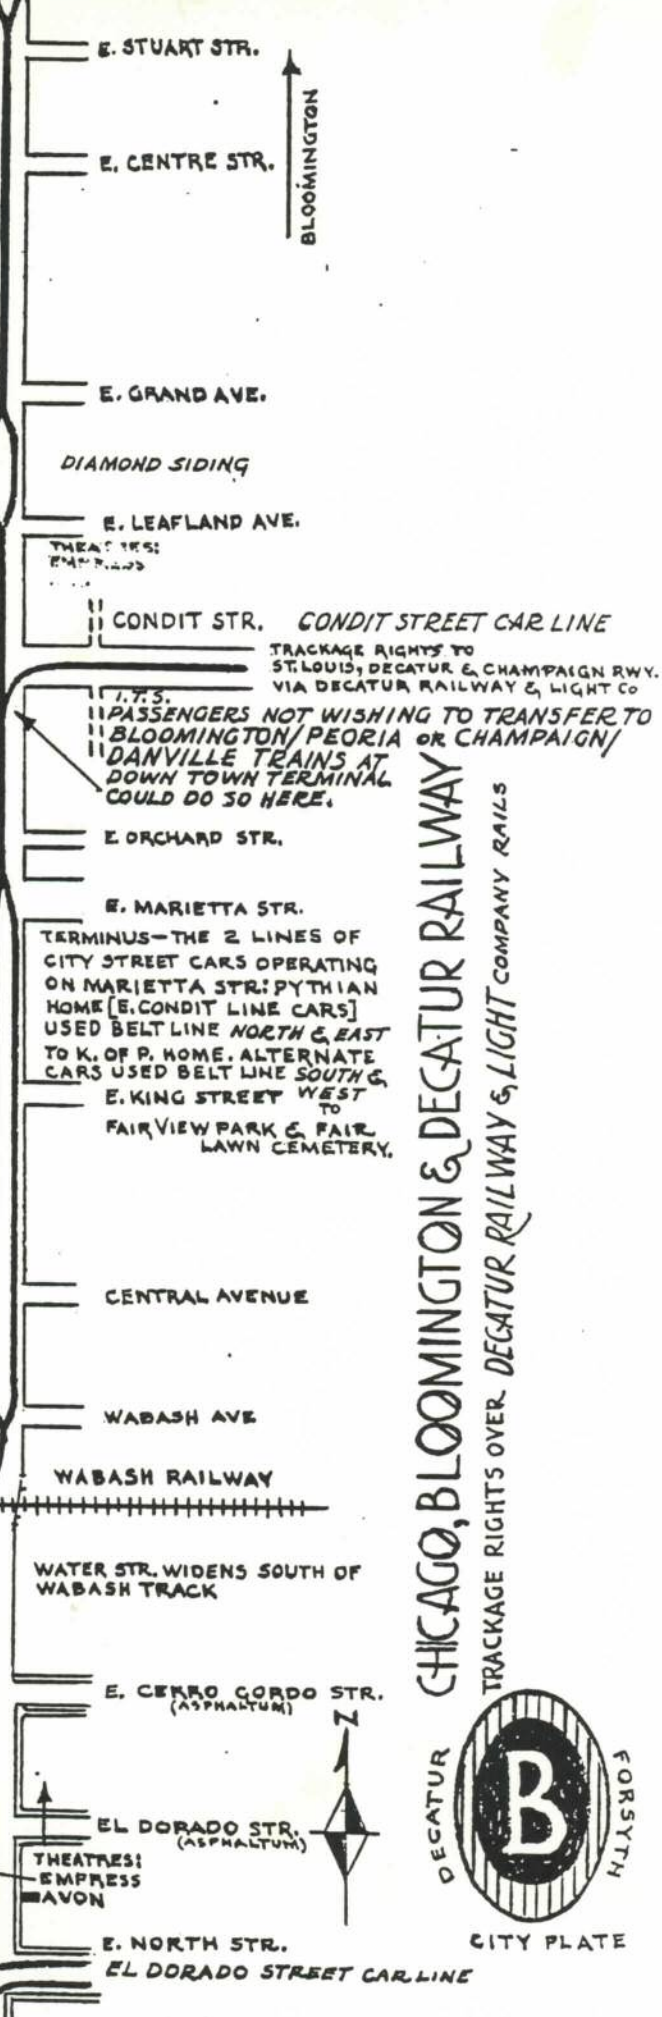 E. STUART STR.
BLOOMINGTON
E. CENTRE STR.
E. GRAND AVE.
DIAMOND SIDING
E. LEAFLAND AVE.
THEATRES:
EMPRESS
CONDIT STR. CONDIT STREET CAR LINE
TRACKAGE RIGHTS TO
ST. LOUIS, DECATUR & CHAMPAIGN RWY.
VIA DECATUR RAILWAY & LIGHT CO
I.T.S.
PASSENGERS NOT WISHING TO TRANSFER TO
BLOOMINGTON/PEORIA OR CHAMPAIGN/
DANVILLE TRAINS AT
DOWN TOWN TERMINAL
COULD DO SO HERE.
E ORCHARD STR.
E. MARIETTA STR.
TERMINUS—THE 2 LINES OF
CITY STREET CARS OPERATING
ON MARIETTA STR: PYTHIAN
HOME [E. CONDIT LINE CARS]
USED BELT LINE NORTH & EAST
TO K. OF P. HOME. ALTERNATE
CARS USED BELT LINE SOUTH &
E. KING STREET WEST
TO
FAIRVIEW PARK & FAIR
LAWN CEMETERY.
CENTRAL AVENUE
WABASH AVE
WABASH RAILWAY
WATER STR. WIDENS SOUTH OF
WABASH TRACK
CHICAGO, BLOOMINGTON & DECATUR RAILWAY
TRACKAGE RIGHTS OVER DECATUR RAILWAY & LIGHT COMPANY RAILS
E. CERRO GORDO STR.
(ASPHALTUM)
N
EL DORADO STR.
(ASPHALTUM)
THEATRES:
EMPRESS
AVON
DECATUR
B
FORSYTH
CITY PLATE
E. NORTH STR.
EL DORADO STREET CAR LINE